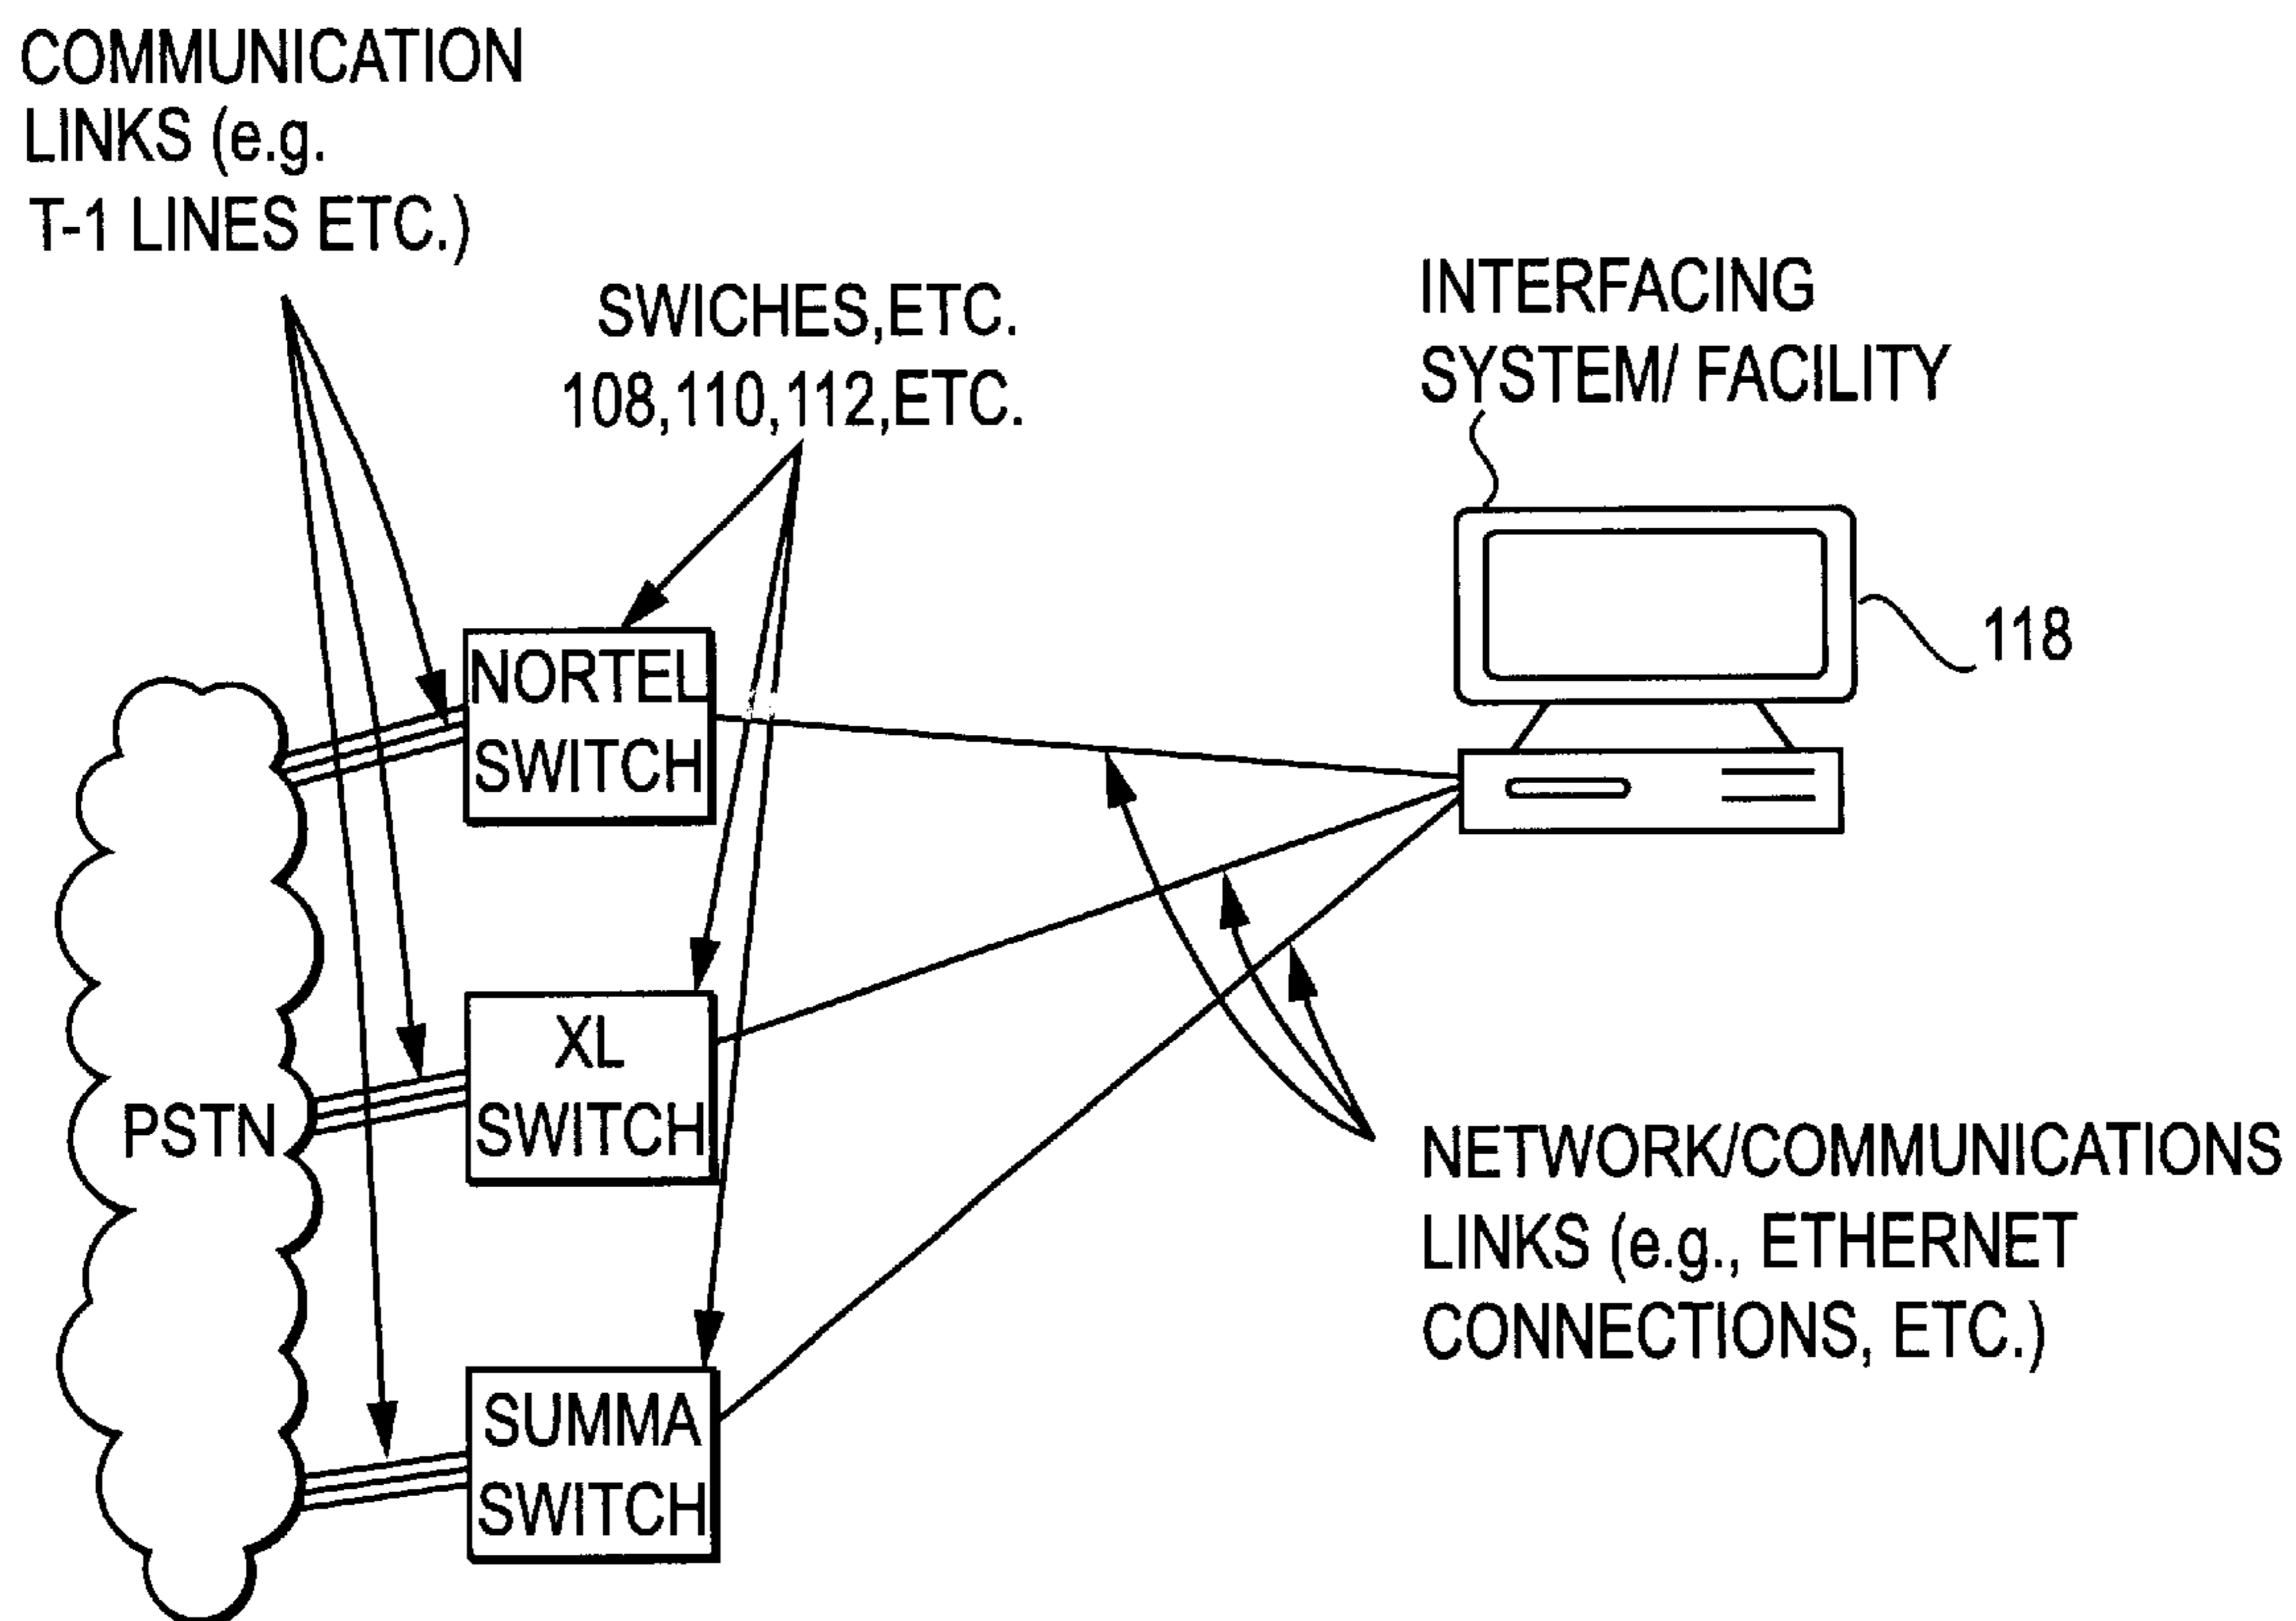 COMMUNICATION
LINKS (e.g.
T-1 LINES ETC.)
SWICHES,ETC.
108,110,112,ETC.
INTERFACING
SYSTEM/ FACILITY
118
NORTEL
SWITCH
XL
SWITCH
PSTN
SUMMA
SWITCH
NETWORK/COMMUNICATIONS
LINKS (e.g., ETHERNET
CONNECTIONS, ETC.)